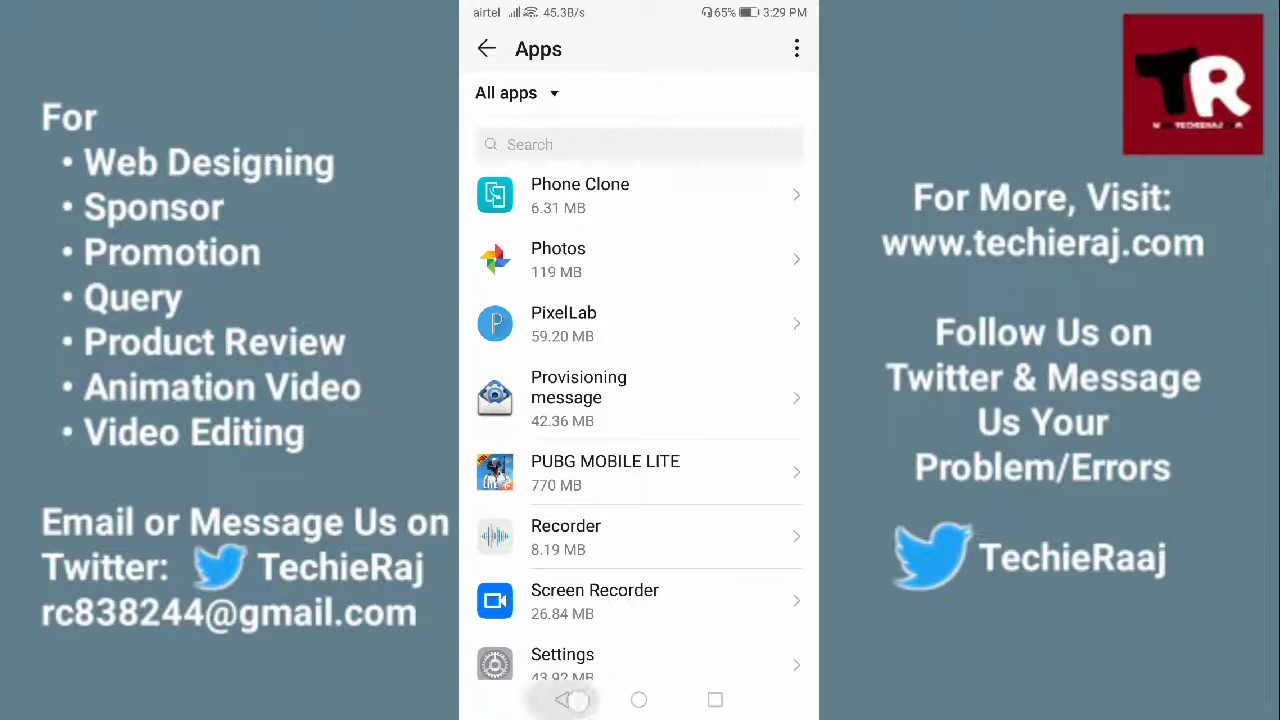 For
• Web Designing
• Sponsor
• Promotion
• Query
• Product Review
• Animation Video
• Video Editing
Email or Message Us on
Twitter: TechieRaj
rc838244@gmail.com
airtel 45.3B/s 65% 3:29 PM
Apps
All apps
Search
Phone Clone
6.31 MB
Photos
119 MB
PixelLab
59.20 MB
Provisioning
message
42.36 MB
PUBG MOBILE LITE
770 MB
Recorder
8.19 MB
Screen Recorder
26.84 MB
Settings
43.92 MB
TR
For More, Visit:
www.techieraj.com
Follow Us on
Twitter & Message
Us Your
Problem/Errors
TechieRaaj